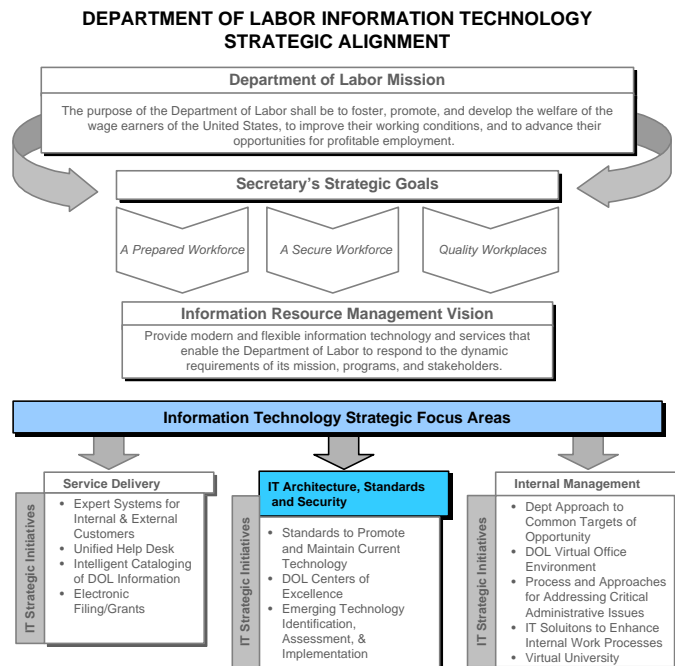 DEPARTMENT OF LABOR INFORMATION TECHNOLOGY
STRATEGIC ALIGNMENT
Department of Labor Mission
The purpose of the Department of Labor shall be to foster, promote, and develop the welfare of the
wage earners of the United States, to improve their working conditions, and to advance their
opportunities for profitable employment.
Secretary's Strategic Goals
A Prepared Workforce
A Secure Workforce
Quality Workplaces
Information Resource Management Vision
Provide modern and flexible information technology and services that
enable the Department of Labor to respond to the dynamic
requirements of its mission, programs, and stakeholders.
Information Technology Strategic Focus Areas
Service Delivery
IT Strategic Initiatives
• Expert Systems for
Internal & External
Customers
• Unified Help Desk
• Intelligent Cataloging
of DOL Information
• Electronic
Filing/Grants
IT Architecture, Standards
and Security
IT Strategic Initiatives
• Standards to Promote
and Maintain Current
Technology
• DOL Centers of
Excellence
• Emerging Technology
Identification,
Assessment, &
Implementation
Internal Management
IT Strategic Initiatives
• Dept Approach to
Common Targets of
Opportunity
• DOL Virtual Office
Environment
• Process and Approaches
for Addressing Critical
Administrative Issues
• IT Soluitons to Enhance
Internal Work Processes
• Virtual University